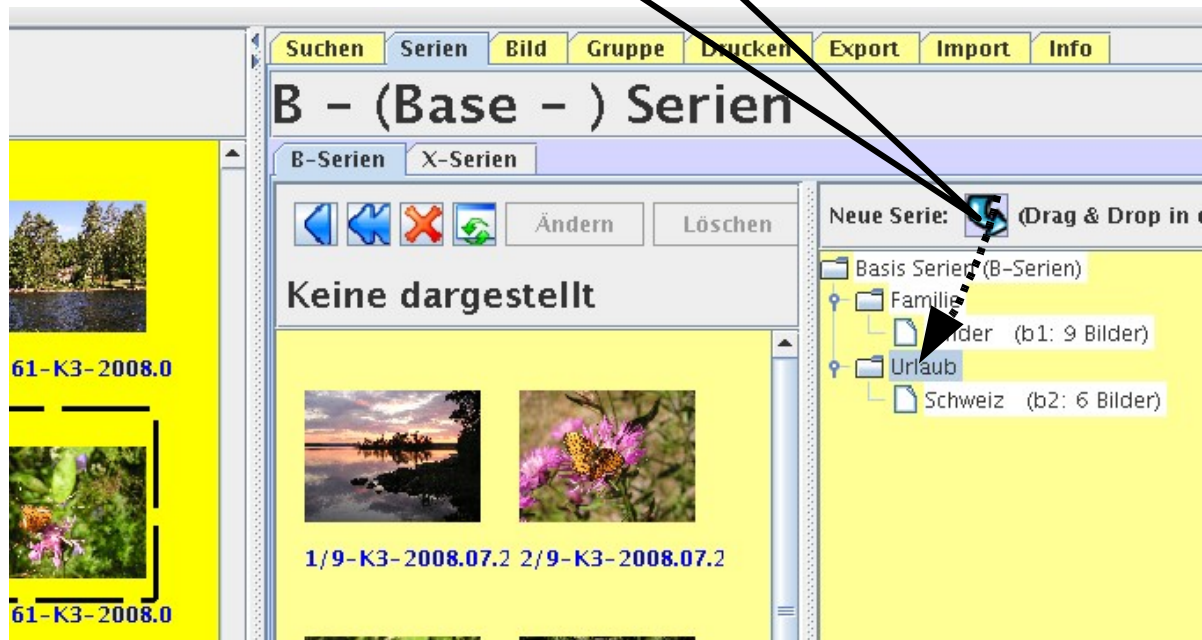 Suchen Serien Bild Gruppe Drucken Export Import Info
B - (Base - ) Serien
B-Serien X-Serien
Ändern Löschen
Neue Serie: (Drag & Drop in
Keine dargestellt
Basis Serien (B-Serien)
Familie
(b1: 9 Bilder)
Urlaub
Schweiz (b2: 6 Bilder)
61-K3-2008.0
1/9-K3-2008.07.2 2/9-K3-2008.07.2
61-K3-2008.0